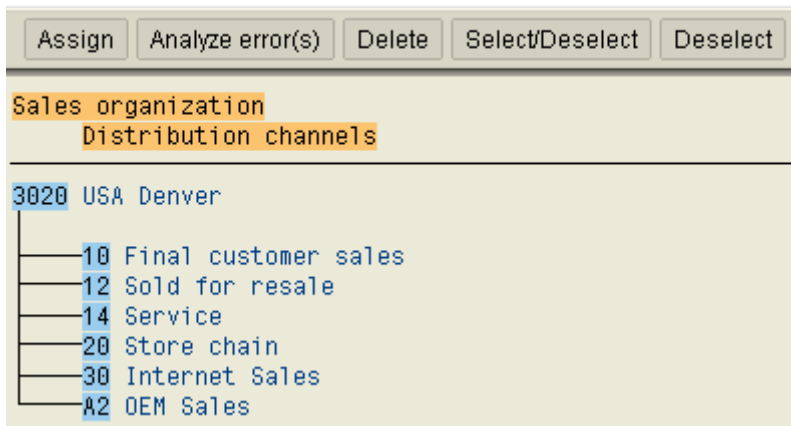 Assign Analyze error(s) Delete Select/Deselect Deselect
Sales organization
Distribution channels
3020 USA Denver
10 Final customer sales
12 Sold for resale
14 Service
20 Store chain
30 Internet Sales
A2 OEM Sales